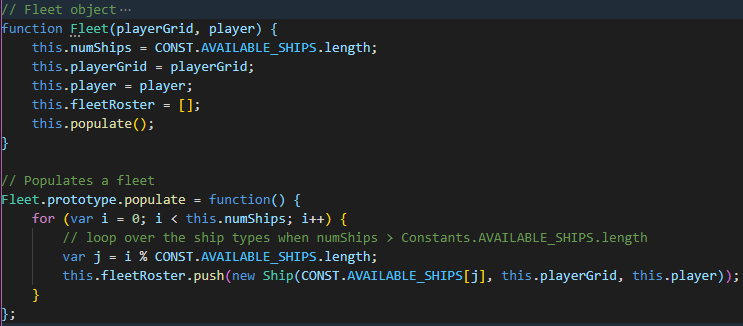 // Fleet object ···
function Fleet(playerGrid, player) {
    this.numShips = CONST.AVAILABLE_SHIPS.length;
    this.playerGrid = playerGrid;
    this.player = player;
    this.fleetRoster = [];
    this.populate();
}

// Populates a fleet
Fleet.prototype.populate = function() {
    for (var i = 0; i < this.numShips; i++) {
        // loop over the ship types when numShips > Constants.AVAILABLE_SHIPS.length
        var j = i % CONST.AVAILABLE_SHIPS.length;
        this.fleetRoster.push(new Ship(CONST.AVAILABLE_SHIPS[j], this.playerGrid, this.player));
    }
};